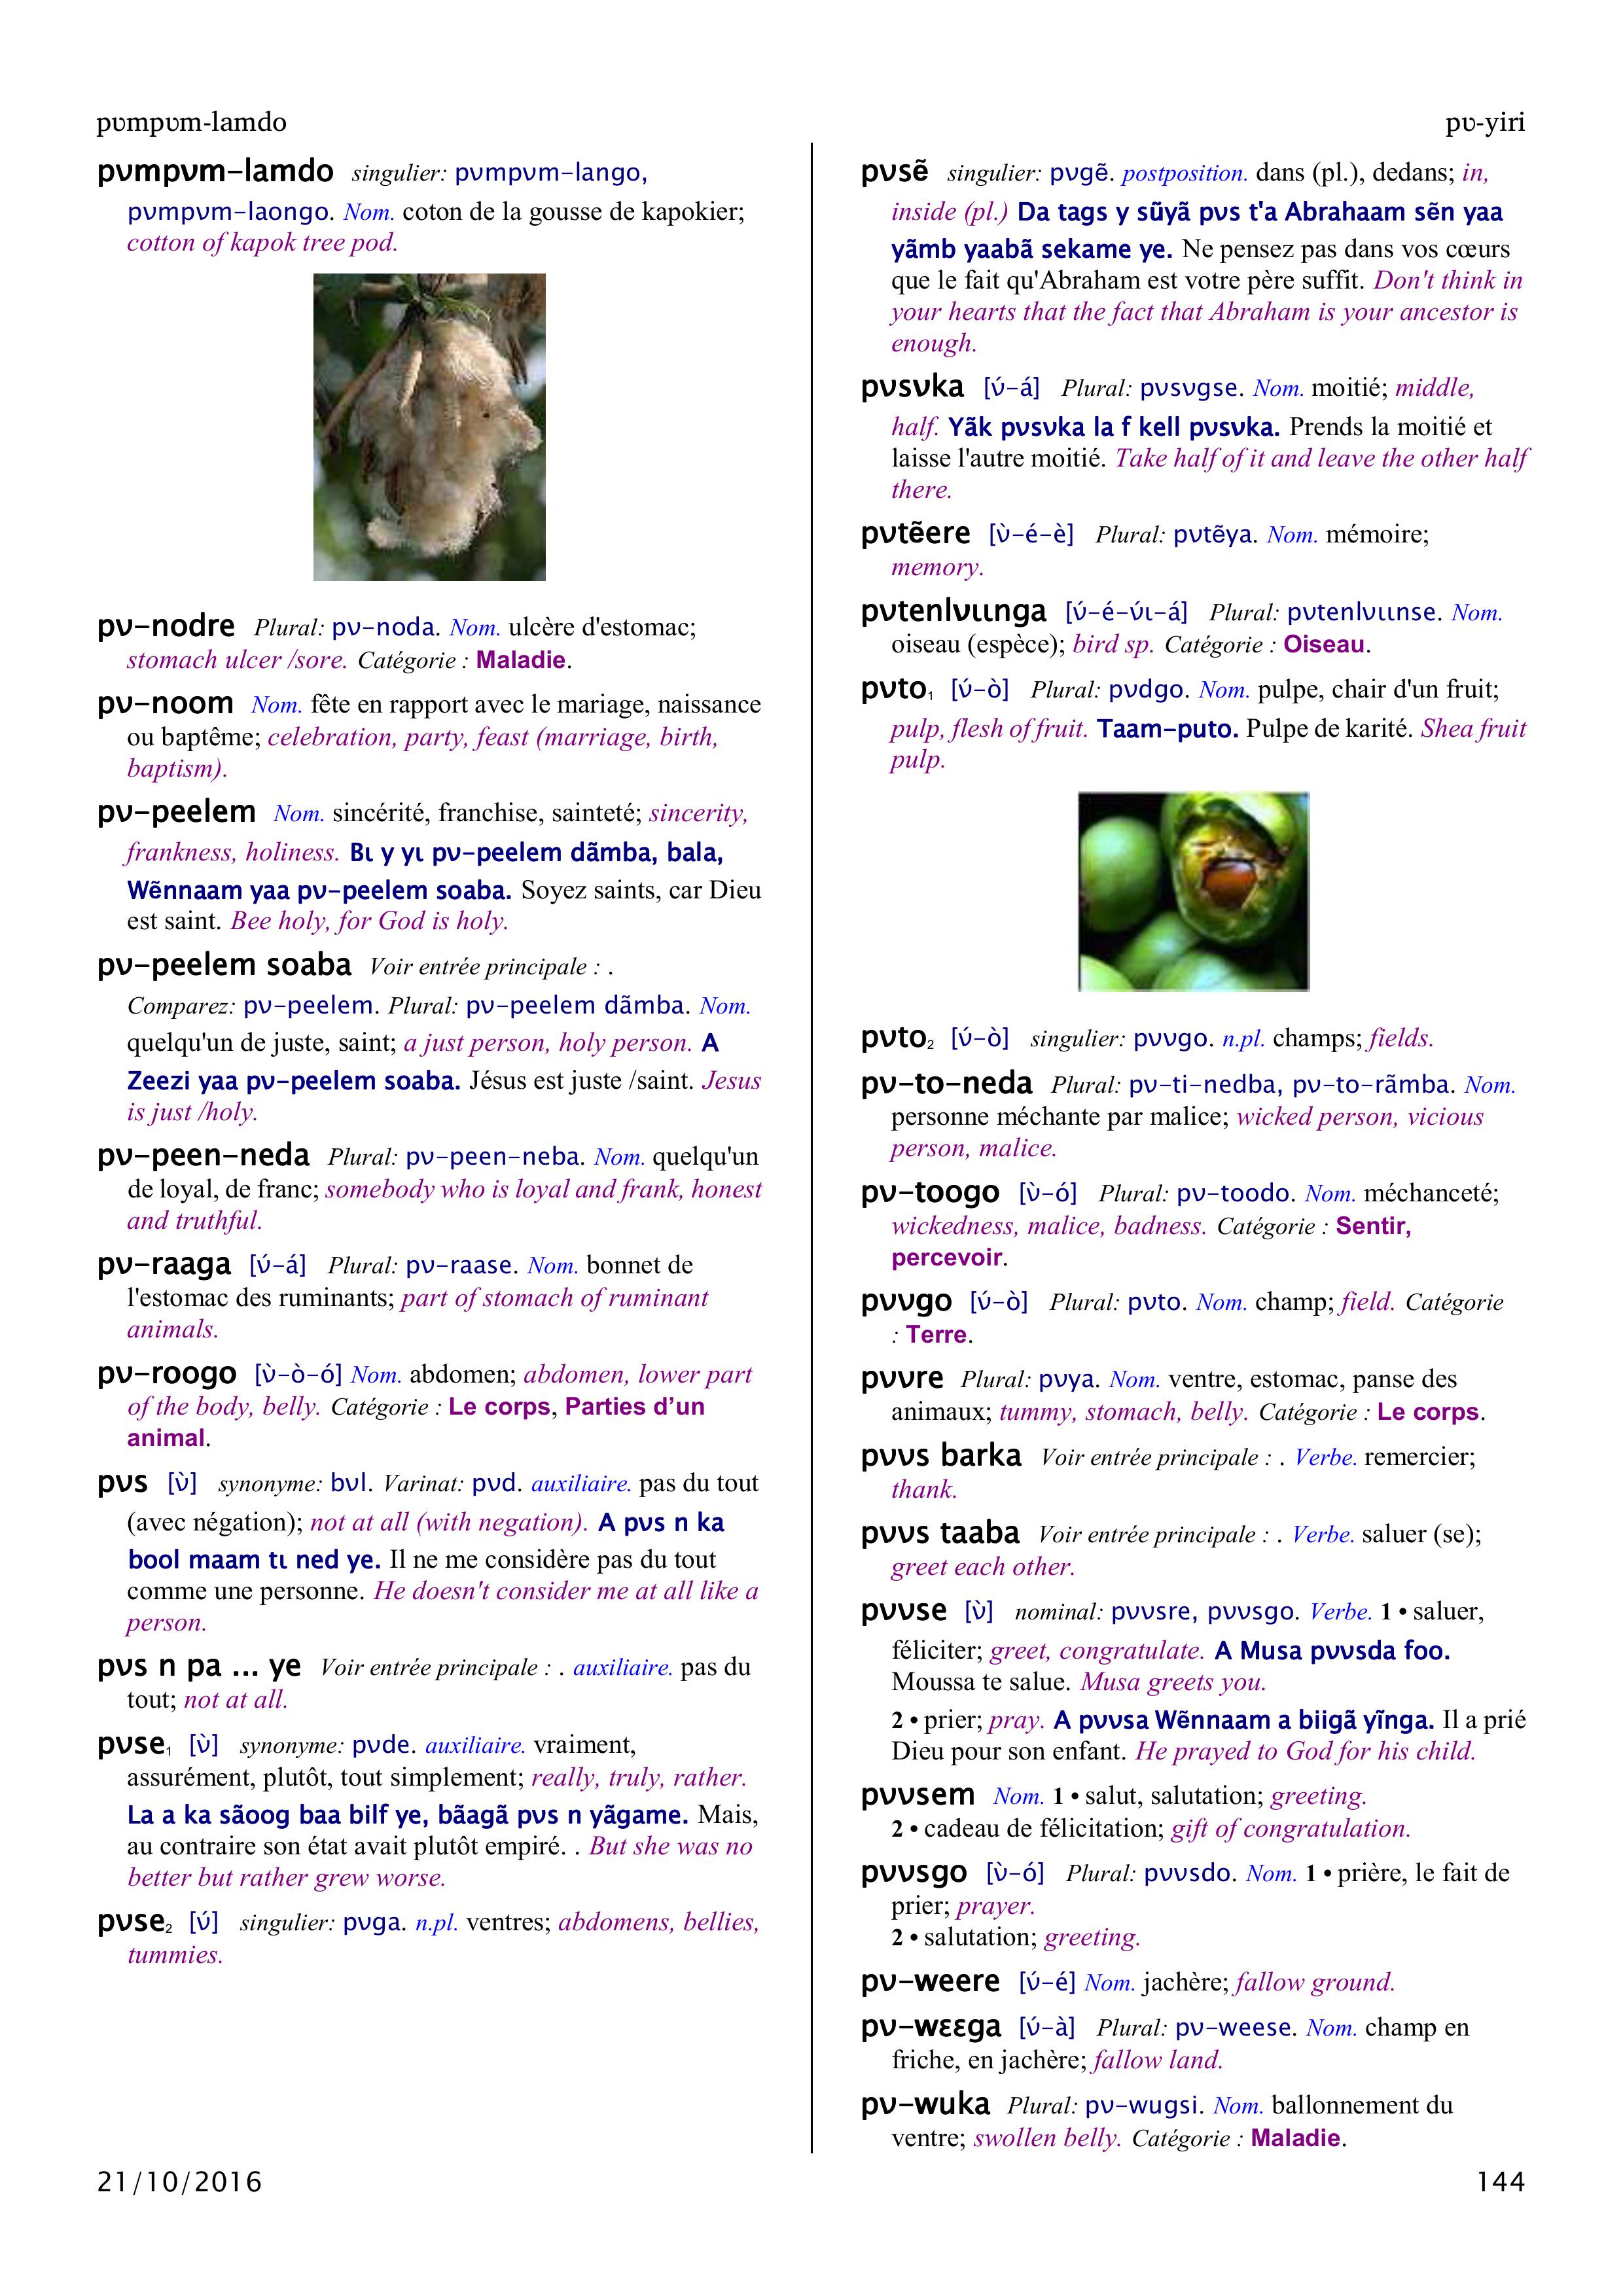 pʋmpʋm-lamdo
pʋ-yiri
pʋmpʋm–lamdo singulier: pʋmpʋm–lango,
pʋmpʋm–laongo. Nom. coton de la gousse de kapokier;
cotton of kapok tree pod.
pʋ–nodre Plural: pʋ–noda. Nom. ulcère d'estomac;
stomach ulcer /sore. Catégorie : Maladie.
pʋ–noom Nom. fête en rapport avec le mariage, naissance
ou baptême; celebration, party, feast (marriage, birth,
baptism).
pʋ–peelem Nom. sincérité, franchise, sainteté; sincerity,
frankness, holiness. Bɩ y yɩ pʋ–peelem dãmba, bala,
Wẽnnaam yaa pʋ–peelem soaba. Soyez saints, car Dieu
est saint. Bee holy, for God is holy.
pʋ–peelem soaba Voir entrée principale : .
Comparez: pʋ–peelem. Plural: pʋ–peelem dãmba. Nom.
quelqu'un de juste, saint; a just person, holy person. A
Zeezi yaa pʋ–peelem soaba. Jésus est juste /saint. Jesus
is just /holy.
pʋ–peen–neda Plural: pʋ–peen–neba. Nom. quelqu'un
de loyal, de franc; somebody who is loyal and frank, honest
and truthful.
pʋ–raaga [ʋ́–á] Plural: pʋ–raase. Nom. bonnet de
l'estomac des ruminants; part of stomach of ruminant
animals.
pʋ–roogo [ʋ̀–ò–ó] Nom. abdomen; abdomen, lower part
of the body, belly. Catégorie : Le corps, Parties d’un
animal.
pʋs [ʋ̀] synonyme: bʋl. Varinat: pʋd. auxiliaire. pas du tout
(avec négation); not at all (with negation). A pʋs n ka
bool maam tɩ ned ye. Il ne me considère pas du tout
comme une personne. He doesn't consider me at all like a
person.
pʋs n pa ... ye Voir entrée principale : . auxiliaire. pas du
tout; not at all.
pʋse₁ [ʋ̀] synonyme: pʋde. auxiliaire. vraiment,
assurément, plutôt, tout simplement; really, truly, rather.
La a ka sãoog baa bilf ye, bãagã pʋs n yãgame. Mais,
au contraire son état avait plutôt empiré. . But she was no
better but rather grew worse.
pʋse₂ [ʋ́] singulier: pʋga. n.pl. ventres; abdomens, bellies,
tummies.
pʋsẽ singulier: pʋgẽ. postposition. dans (pl.), dedans; in,
inside (pl.) Da tags y sũyã pʋs t'a Abrahaam sẽn yaa
yãmb yaabã sekame ye. Ne pensez pas dans vos cœurs
que le fait qu'Abraham est votre père suffit. Don't think in
your hearts that the fact that Abraham is your ancestor is
enough.
pʋsʋka [ʋ́–á] Plural: pʋsʋgse. Nom. moitié; middle,
half. Yãk pʋsʋka la f kell pʋsʋka. Prends la moitié et
laisse l'autre moitié. Take half of it and leave the other half
there.
pʋtẽere [ʋ̀–é–è] Plural: pʋtẽya. Nom. mémoire;
memory.
pʋtenlʋɩɩnga [ʋ́–é–ʋ́ɩ–á] Plural: pʋtenlʋɩɩnse. Nom.
oiseau (espèce); bird sp. Catégorie : Oiseau.
pʋto₁ [ʋ́–ò] Plural: pʋdgo. Nom. pulpe, chair d'un fruit;
pulp, flesh of fruit. Taam–puto. Pulpe de karité. Shea fruit
pulp.
pʋto₂ [ʋ́–ò] singulier: pʋʋgo. n.pl. champs; fields.
pʋ–to–neda Plural: pʋ–ti–nedba, pʋ–to–rãmba. Nom.
personne méchante par malice; wicked person, vicious
person, malice.
pʋ–toogo [ʋ̀–ó] Plural: pʋ–toodo. Nom. méchanceté;
wickedness, malice, badness. Catégorie : Sentir,
percevoir.
pʋʋgo [ʋ́–ò] Plural: pʋto. Nom. champ; field. Catégorie
: Terre.
pʋʋre Plural: pʋya. Nom. ventre, estomac, panse des
animaux; tummy, stomach, belly. Catégorie : Le corps.
pʋʋs barka Voir entrée principale : . Verbe. remercier;
thank.
pʋʋs taaba Voir entrée principale : . Verbe. saluer (se);
greet each other.
pʋʋse [ʋ̀] nominal: pʋʋsre, pʋʋsgo. Verbe. 1 • saluer,
féliciter; greet, congratulate. A Musa pʋʋsda foo.
Moussa te salue. Musa greets you.
2 • prier; pray. A pʋʋsa Wẽnnaam a biigã yĩnga. Il a prié
Dieu pour son enfant. He prayed to God for his child.
pʋʋsem Nom. 1 • salut, salutation; greeting.
2 • cadeau de félicitation; gift of congratulation.
pʋʋsgo [ʋ̀–ó] Plural: pʋʋsdo. Nom. 1 • prière, le fait de
prier; prayer.
2 • salutation; greeting.
pʋ–weere [ʋ́–é] Nom. jachère; fallow ground.
pʋ–wɛɛga [ʋ́–à] Plural: pʋ–weese. Nom. champ en
friche, en jachère; fallow land.
pʋ–wuka Plural: pʋ–wugsi. Nom. ballonnement du
ventre; swollen belly. Catégorie : Maladie.
21/10/2016
144